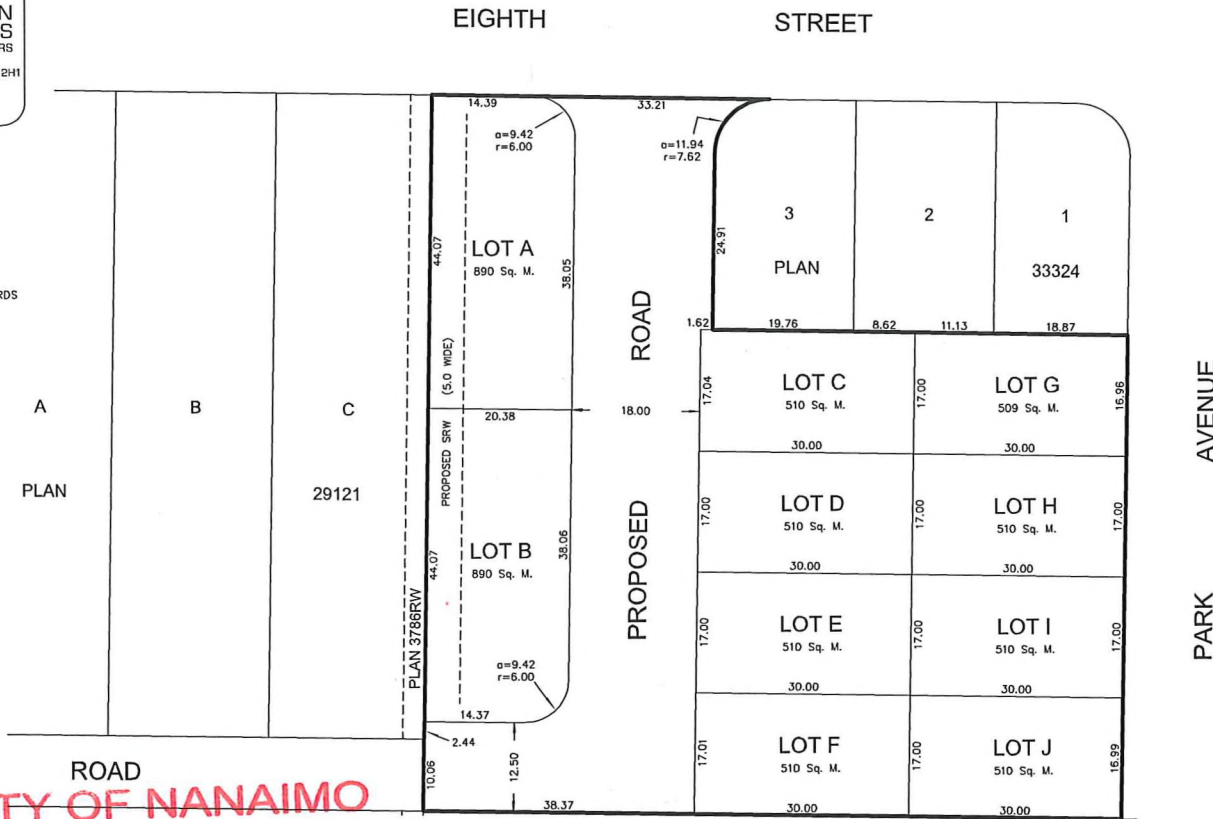 N
S
RS
2H1
EIGHTH STREET
14.39
33.21
a=9.42
r=6.00
a=11.94
r=7.62
44.07
LOT A
890 Sq. M.
38.05
24.91
3
2
1
PLAN
33324
RDS
ROAD
1.62
19.76
8.62
11.13
18.87
(5.0 WIDE)
PROPOSED SRW
A
B
C
20.38
18.00
17.04
LOT C
510 Sq. M.
17.00
LOT G
509 Sq. M.
16.96
30.00
30.00
AVENUE
PLAN
29121
PROPOSED
17.00
LOT D
510 Sq. M.
17.00
LOT H
510 Sq. M.
17.00
30.00
30.00
44.07
LOT B
890 Sq. M.
38.06
PLAN 3786RW
17.00
LOT E
510 Sq. M.
17.00
LOT I
510 Sq. M.
17.00
30.00
30.00
PARK
a=9.42
r=6.00
14.37
2.44
12.50
10.06
38.37
17.01
LOT F
510 Sq. M.
17.00
LOT J
510 Sq. M.
16.99
30.00
30.00
ROAD
TY OF NANAIMO